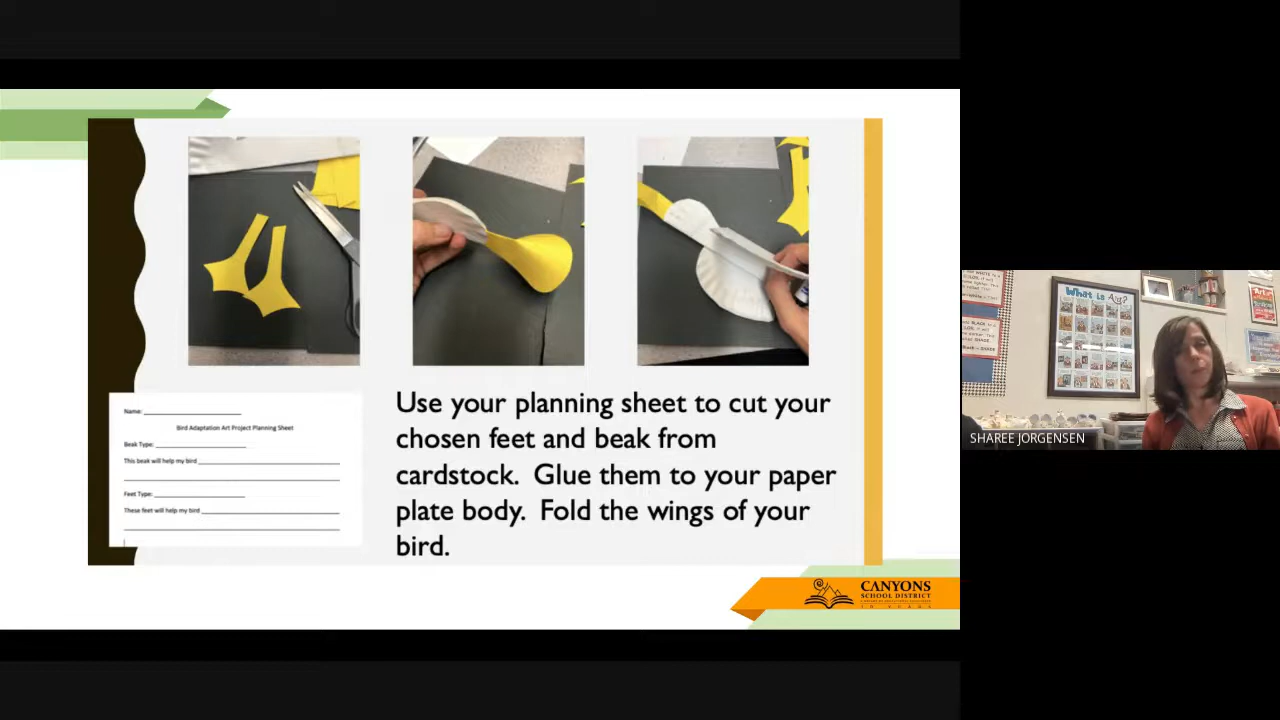 Use your planning sheet to cut your
chosen feet and beak from
cardstock.  Glue them to your paper
plate body.  Fold the wings of your
bird.
Name:
Bird Adaptation Art Project Planning Sheet
Beak Type:
This beak will help my bird
Feet Type:
These feet will help my bird
CANYONS
SCHOOL DISTRICT
What is Art?
SHAREE JORGENSEN